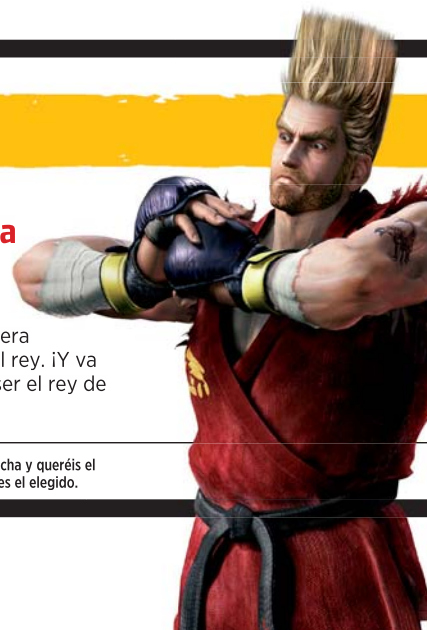 a
era
l rey. ¡Y va
ser el rey de
cha y queréis el
es el elegido.